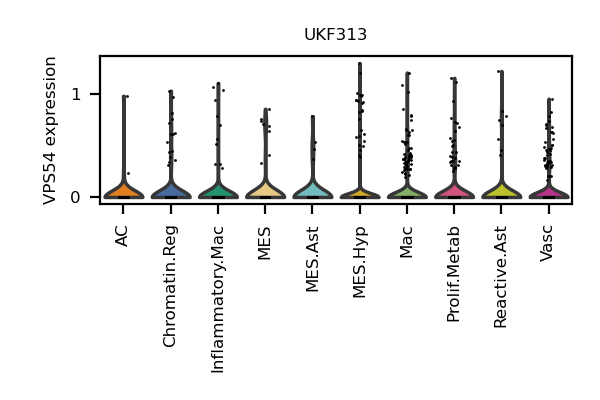 UKF313
VPS54 expression
1
0
AC
Chromatin.Reg
Inflammatory.Mac
MES
MES.Ast
MES.Hyp
Mac
Prolif.Metab
Reactive.Ast
Vasc